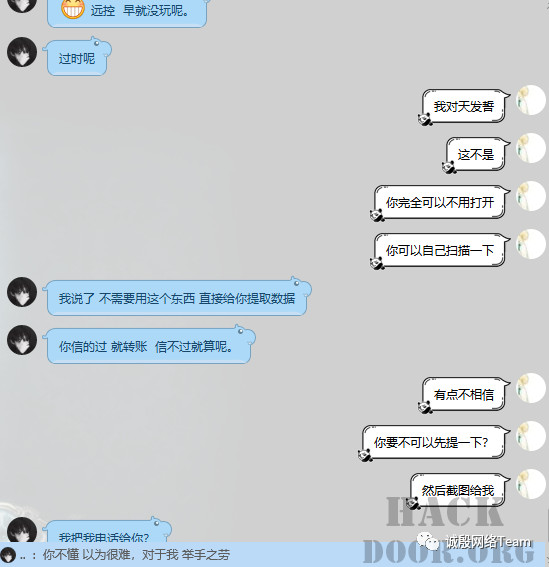 远控 早就没玩呢。
过时呢
我对天发誓
这不是
你完全可以不用打开
你可以自己扫描一下
我说了 不需要用这个东西 直接给你提取数据
你信的过 就转账 信不过就算呢。
有点不相信
你要不可以先提一下？
然后截图给我
我把我电话给你?
.. ：你不懂 以为很难，对于我 举手之劳
HACK
DOOR.ORG
诚殷网络Team